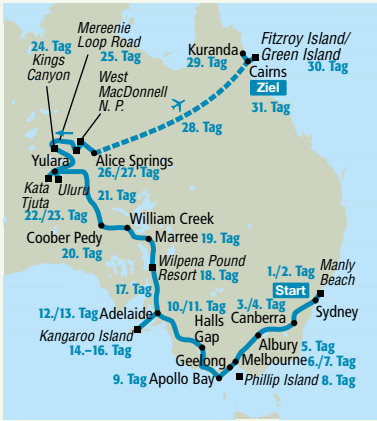 Mereenie
Loop Road
24. Tag
25. Tag
Kings
Canyon
West
MacDonnell
N. P.
Kuranda
29. Tag
Fitzroy Island/
Green Island
30. Tag
Cairns
Ziel
31. Tag
28. Tag
Yulara
Alice Springs
26./27. Tag
Kata
Tjuta
Uluru
22./23. Tag
21. Tag
William Creek
Coober Pedy
20. Tag
Marree 19. Tag
Wilpena Pound
Resort 18. Tag
17. Tag
1./2. Tag
Manly
Beach
Start
Sydney
3./4. Tag
Canberra
12./13. Tag Adelaide
10./11. Tag
Halls
Gap
Kangaroo Island
14.–16. Tag
Albury 5. Tag
Geelong
Melbourne 6./7. Tag
9. Tag Apollo Bay
Phillip Island 8. Tag